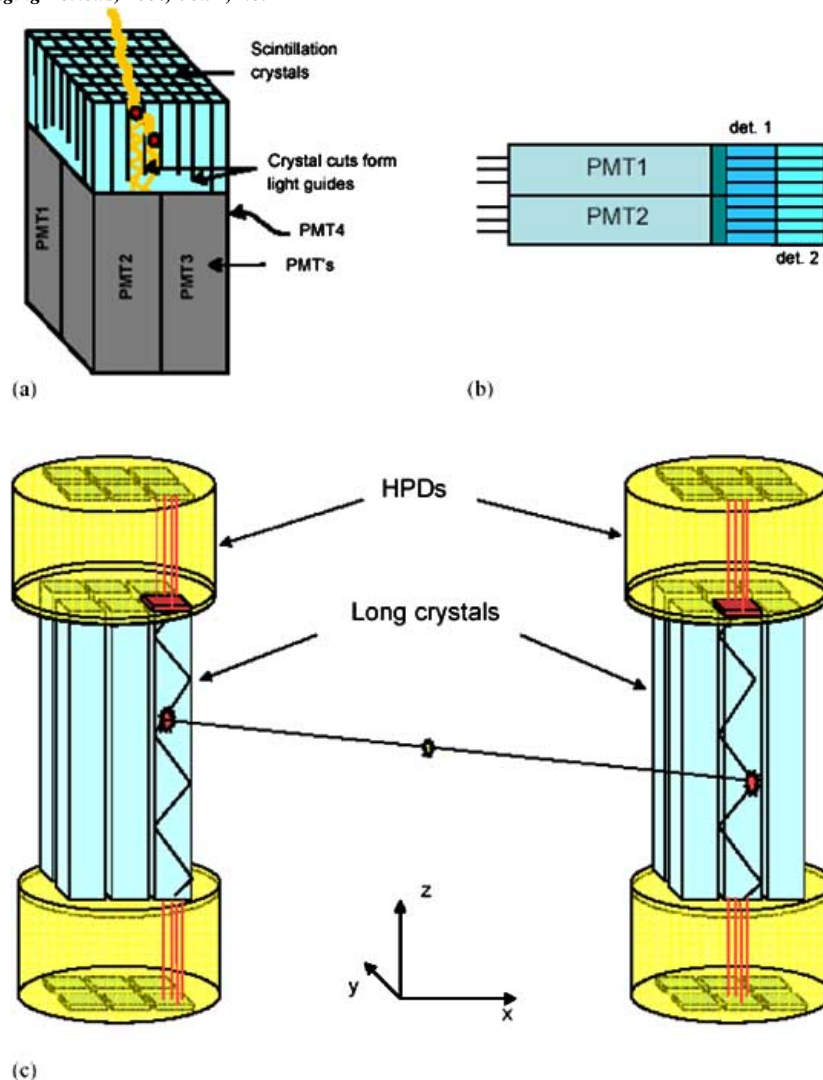 Scintillation
crystals
Crystal cuts form
light guides
PMT4
PMT's
PMT1
PMT2
PMT3
(a)
det. 1
PMT1
PMT2
det. 2
(b)
HPDs
Long crystals
z
y
x
(c)